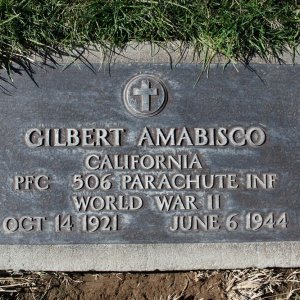 GILBERT AMABISCO
CALIFORNIA
PFC 506 PARACHUTE INF
WORLD WAR II
OCT 14 1921 JUNE 6 1944